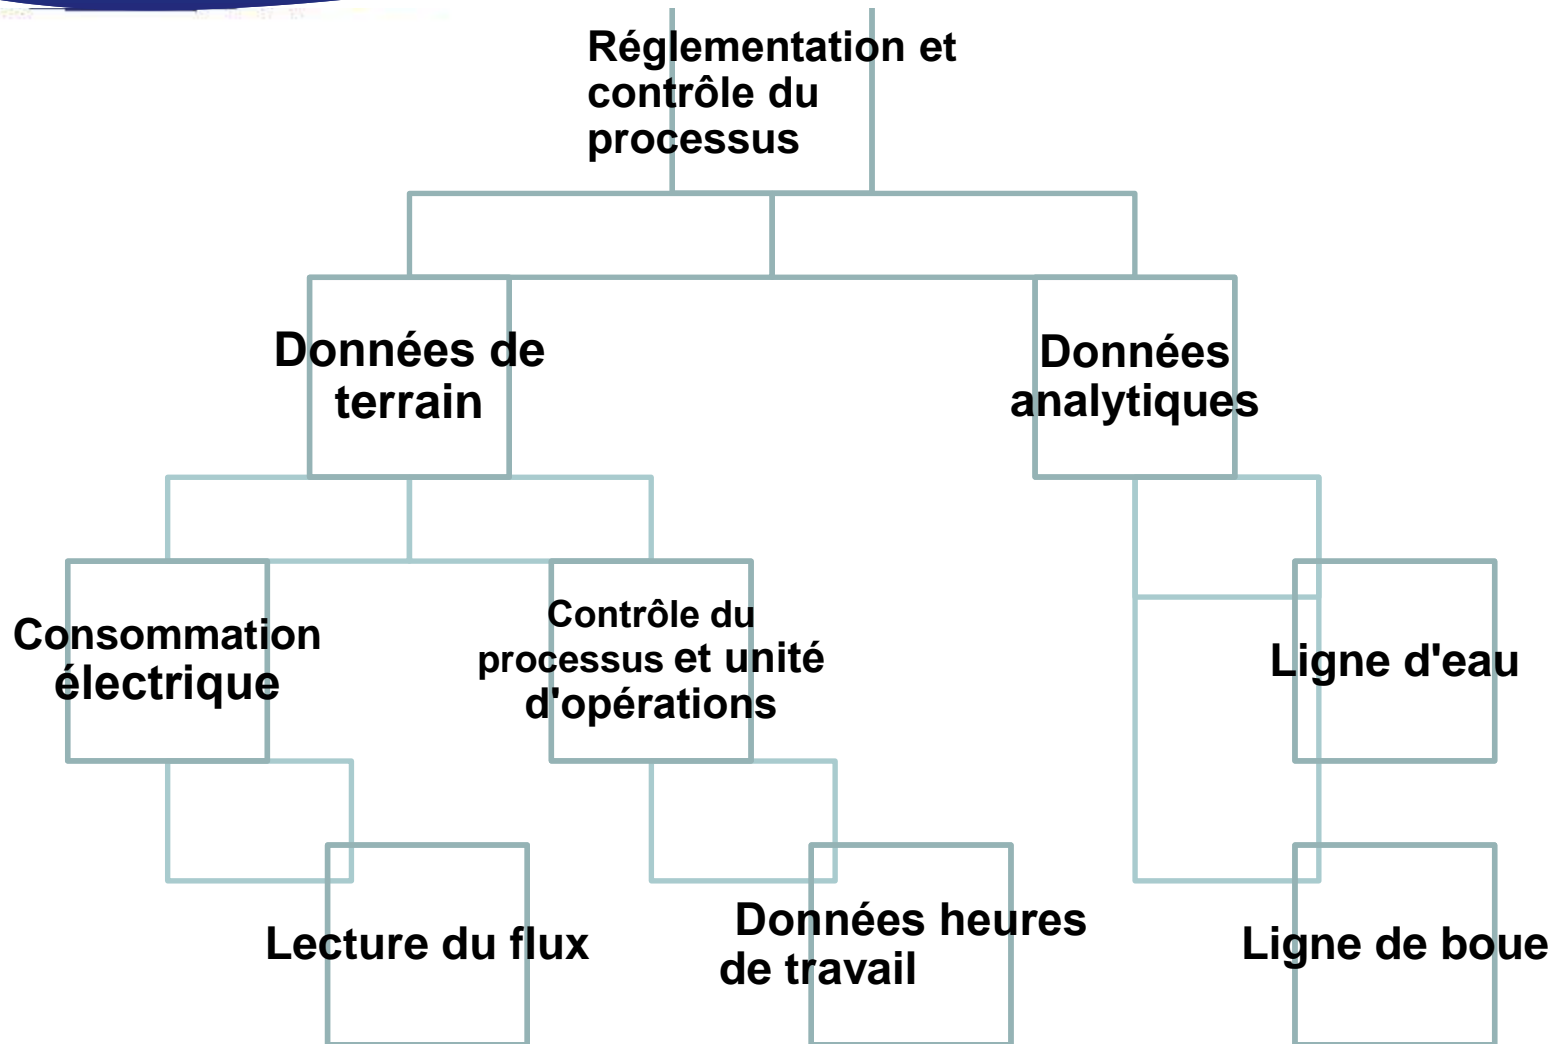 Réglementation et
contrôle du
processus
Données de
terrain
Données
analytiques
Consommation
électrique
Contrôle du
processus et unité
d'opérations
Ligne d'eau
Lecture du flux
Données heures
de travail
Ligne de boue